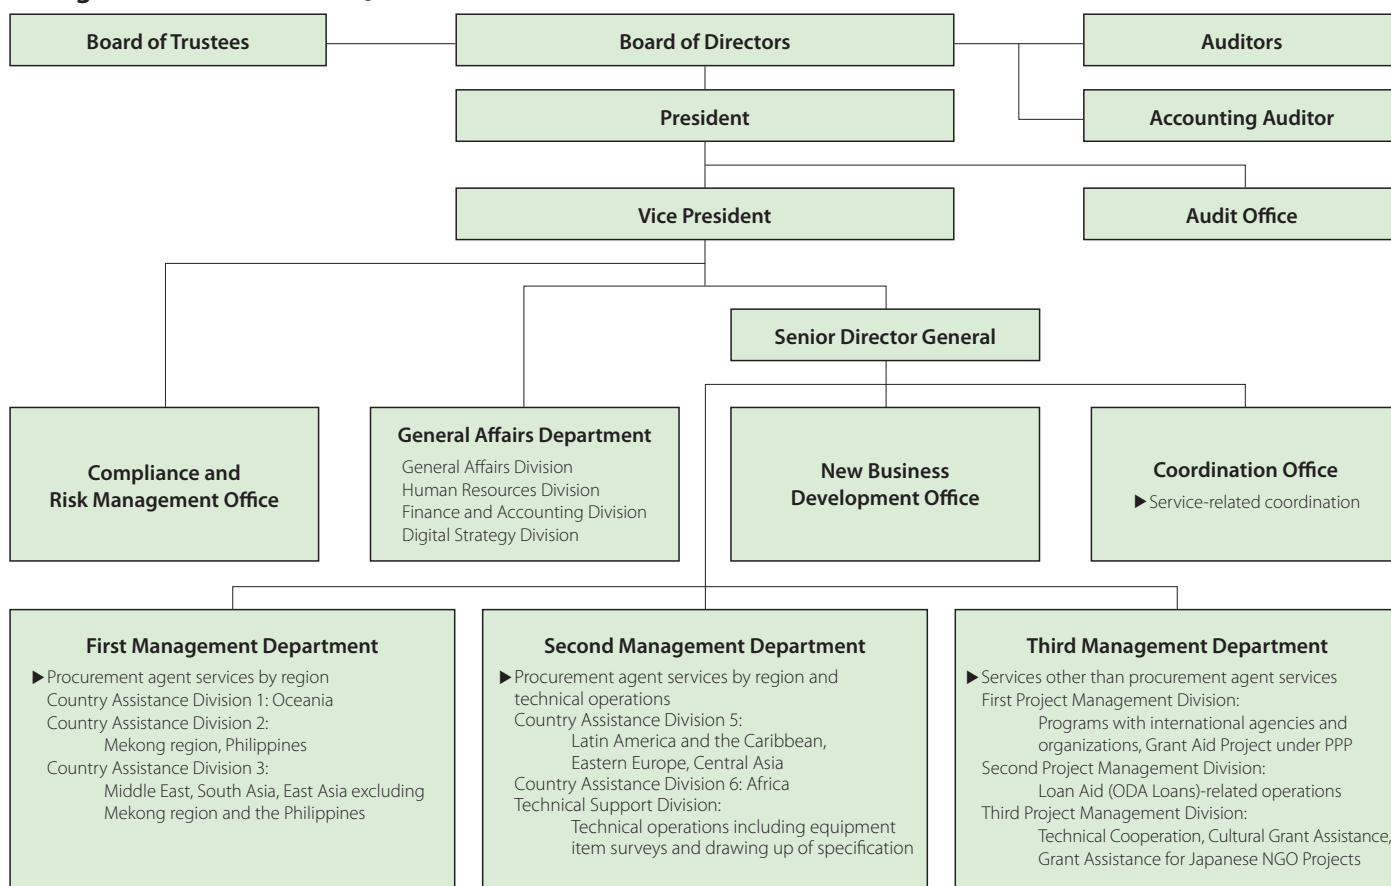 Board of Trustees
Board of Directors
Auditors
President
Accounting Auditor
Vice President
Audit Office
Senior Director General
Compliance and
Risk Management Office
General Affairs Department
General Affairs Division
Human Resources Division
Finance and Accounting Division
Digital Strategy Division
New Business
Development Office
Coordination Office
▶Service-related coordination
First Management Department
▶Procurement agent services by region
Country Assistance Division 1: Oceania
Country Assistance Division 2:
Mekong region, Philippines
Country Assistance Division 3:
Middle East, South Asia, East Asia excluding
Mekong region and the Philippines
Second Management Department
▶Procurement agent services by region and
technical operations
Country Assistance Division 5:
Latin America and the Caribbean,
Eastern Europe, Central Asia
Country Assistance Division 6: Africa
Technical Support Division:
Technical operations including equipment
item surveys and drawing up of specification
Third Management Department
▶Services other than procurement agent services
First Project Management Division:
Programs with international agencies and
organizations, Grant Aid Project under PPP
Second Project Management Division:
Loan Aid (ODA Loans)-related operations
Third Project Management Division:
Technical Cooperation, Cultural Grant Assistance,
Grant Assistance for Japanese NGO Projects